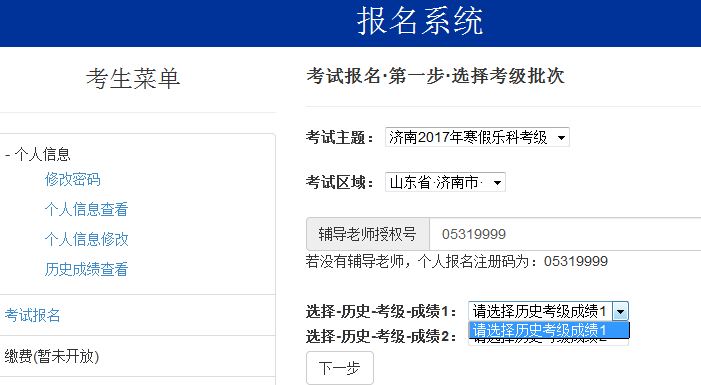 报名系统
考生菜单
- 个人信息
修改密码
个人信息查看
个人信息修改
历史成绩查看
考试报名
缴费(暂未开放)
考试报名·第一步·选择考级批次
考试主题： 济南2017年寒假乐科考级
考试区域： 山东省·济南市·
辅导老师授权号 05319999
若没有辅导老师，个人报名注册码为：05319999
选择-历史-考级-成绩1： 请选择历史考级成绩1
请选择历史考级成绩1
选择-历史-考级-成绩2：
下一步